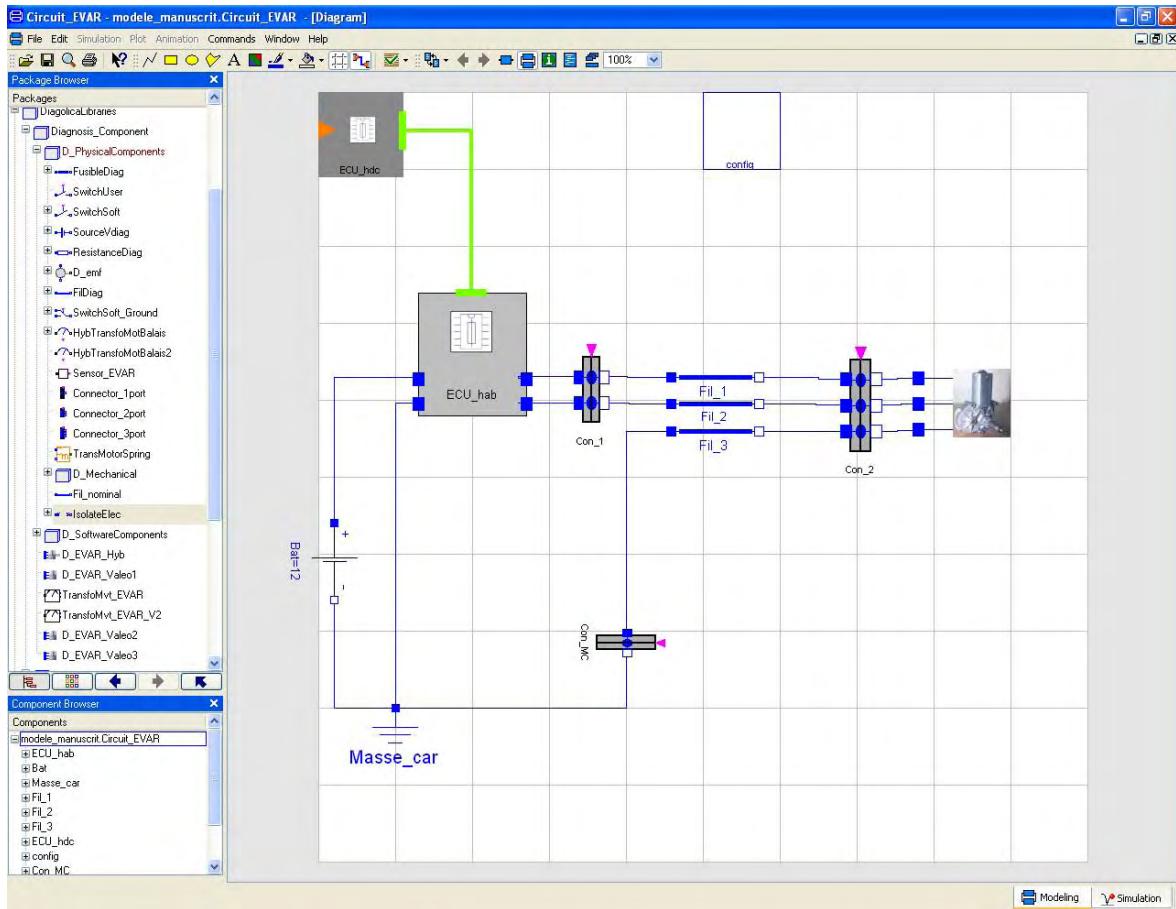 Circuit_EVAR - modele_manuscrit.Circuit_EVAR - [Diagram]
File Edit Simulation Plot Animation Commands Window Help
A 100%
Package Browser
Packages
DiagolicaLibraries
Diagnosis_Component
D_PhysicalComponents
FusibleDiag
SwitchUser
SwitchSoft
SourceVdiag
ResistanceDiag
D_emf
FilDiag
SwitchSoft_Ground
HybTransfoMotBalais
HybTransfoMotBalais2
Sensor_EVAR
Connector_1port
Connector_2port
Connector_3port
TransMotorSpring
D_Mechanical
Fil_nominal
IsolateElec
D_SoftwareComponents
D_EVAR_Hyb
D_EVAR_Valeo1
TransfoMvt_EVAR
TransfoMvt_EVAR_V2
D_EVAR_Valeo2
D_EVAR_Valeo3
Component Browser
Components
modele_manuscrit.Circuit_EVAR
ECU_hab
Bat
Masse_car
Fil_1
Fil_2
Fil_3
ECU_hdc
config
Con_MC
ECU_hdc
config
ECU_hab
Con_1
Fil_1
Fil_2
Fil_3
Con_2
Bat=12
+
-
Con_MC
Masse_car
Modeling
Simulation